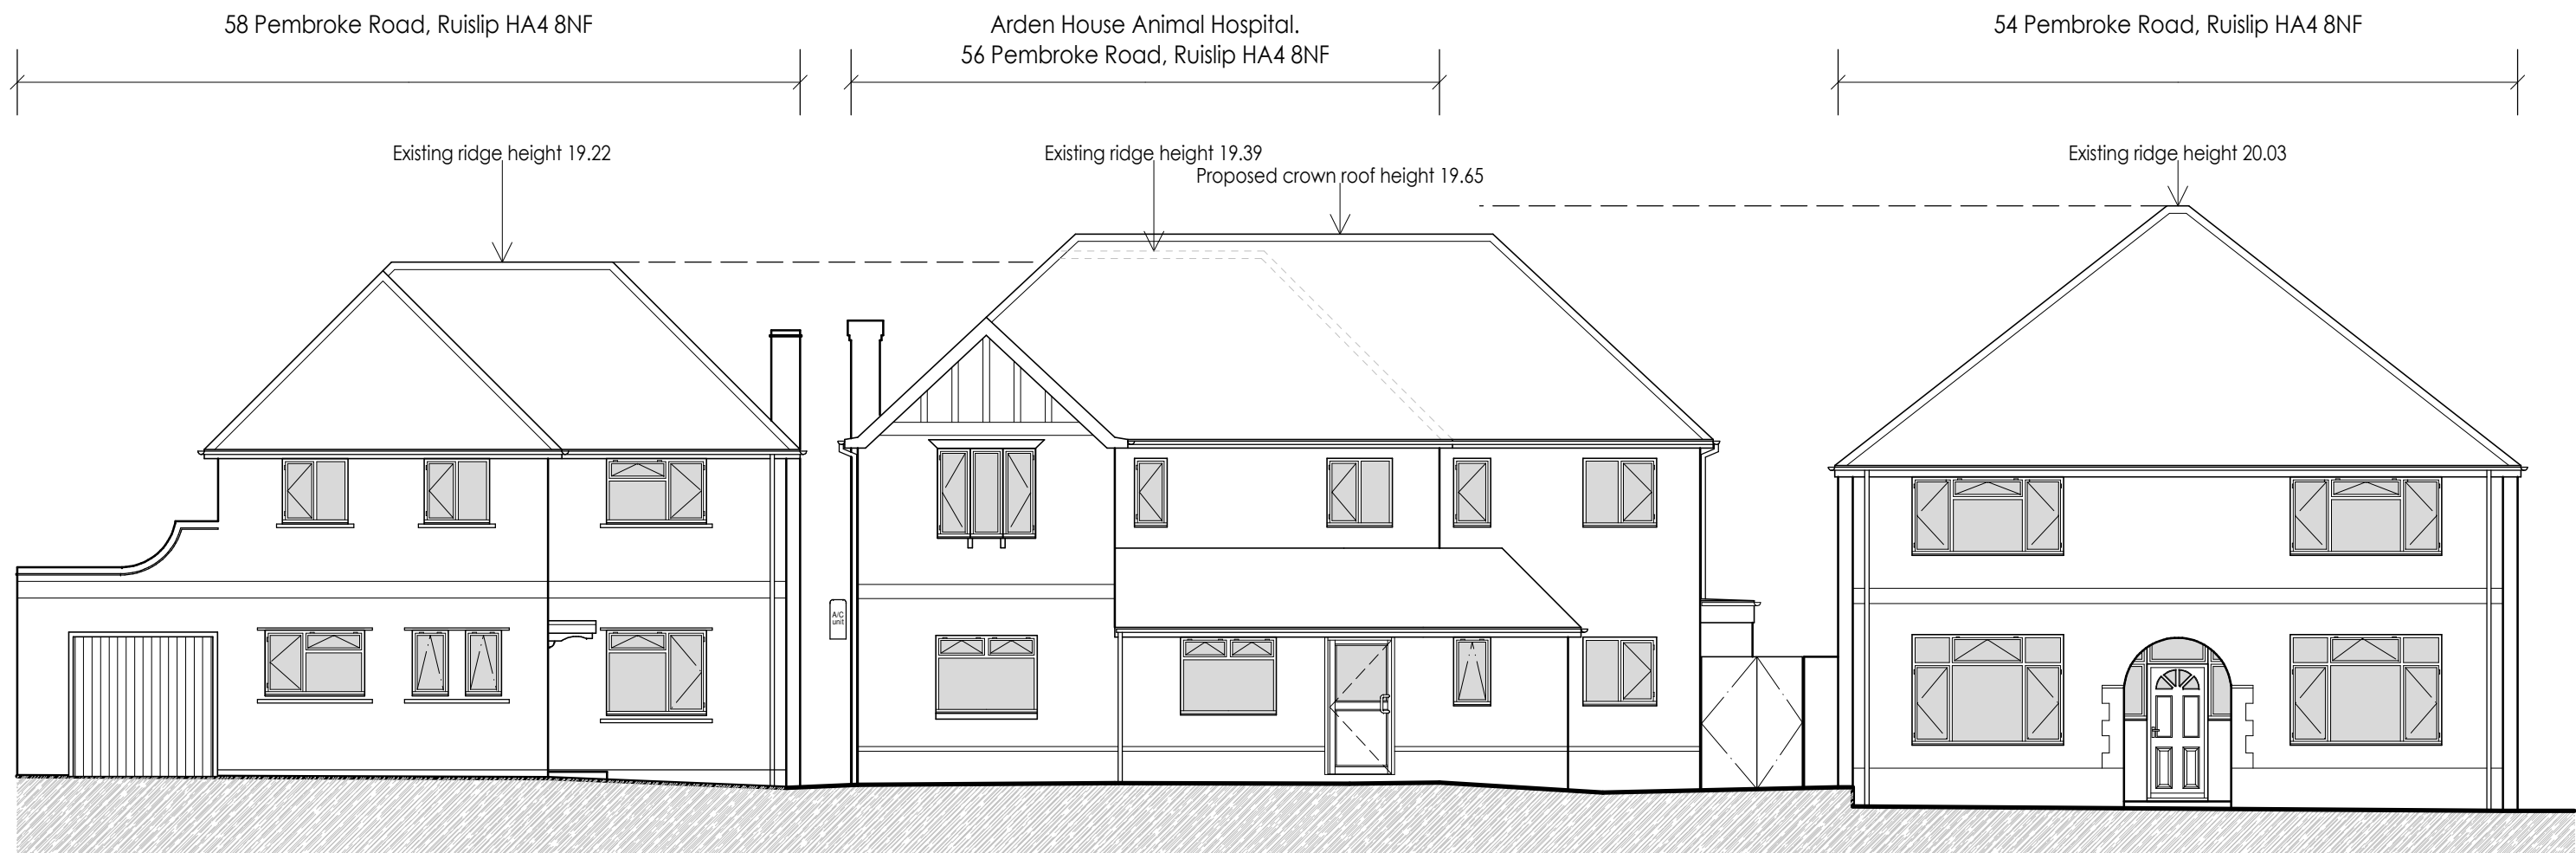 58 Pembroke Road, Ruislip HA4 8NF
Arden House Animal Hospital.
56 Pembroke Road, Ruislip HA4 8NF
54 Pembroke Road, Ruislip HA4 8NF
Existing ridge height 19.22
Existing ridge height 19.39
Proposed crown roof height 19.65
Existing ridge height 20.03
A/C
unit